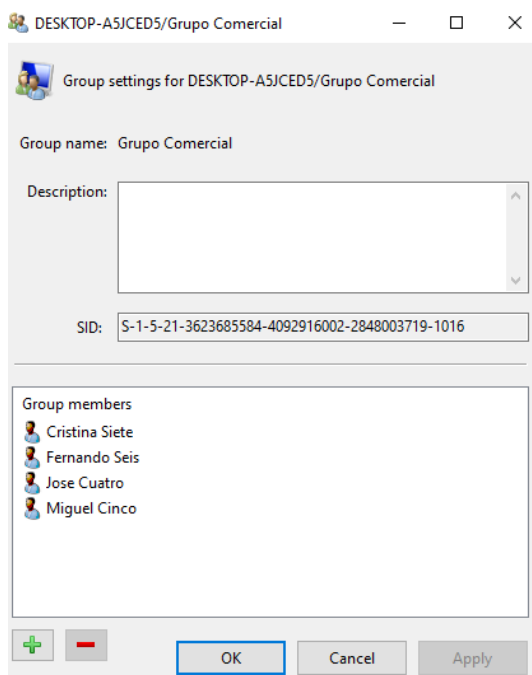 DESKTOP-A5JCED5/Grupo Comercial
Group settings for DESKTOP-A5JCED5/Grupo Comercial
Group name: Grupo Comercial
Description:
SID: S-1-5-21-3623685584-4092916002-2848003719-1016
Group members
Cristina Siete
Fernando Seis
Jose Cuatro
Miguel Cinco
OK Cancel Apply